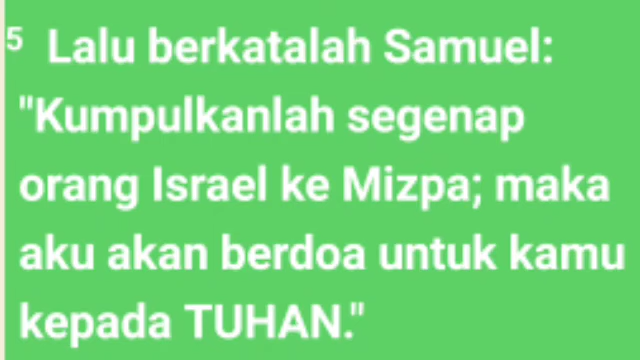 5 Lalu berkatalah Samuel:
"Kumpulkanlah segenap
orang Israel ke Mizpa; maka
aku akan berdoa untuk kamu
kepada TUHAN."